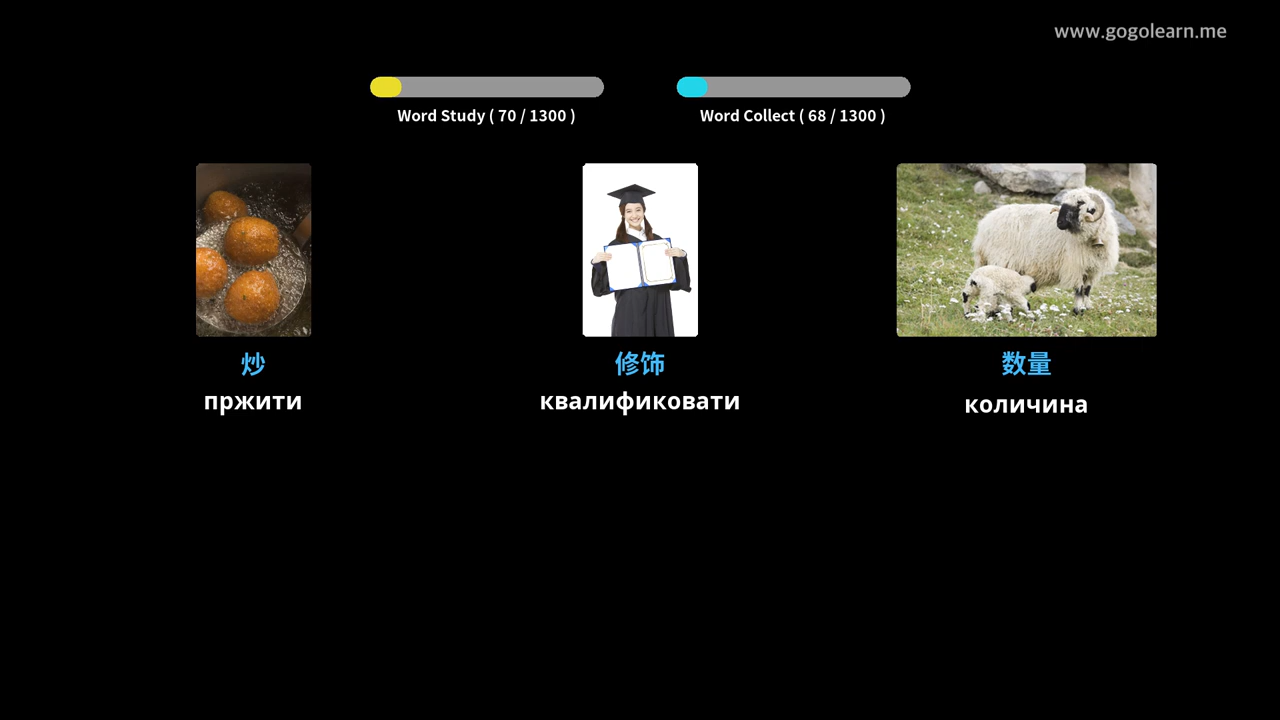 www.gogolearn.me
Word Study ( 70 / 1300 )
Word Collect ( 68 / 1300 )
炒
пржити
修饰
квалификовати
数量
количина